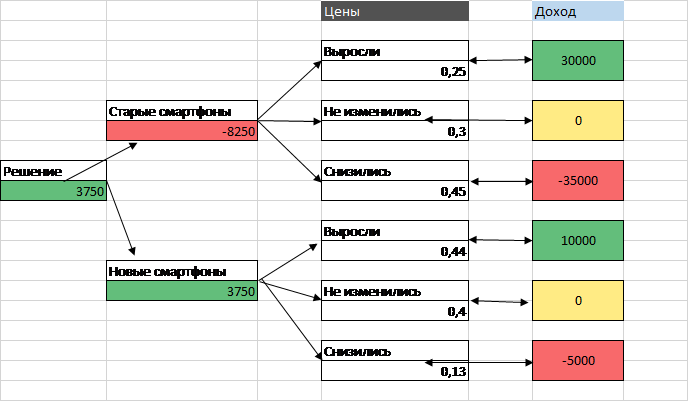 Цены Доход
Выросли
0,25 30000
Старые смартфоны Не изменились
-8250 0,3 0
Решение Снизились
3750 0,45 -35000
Выросли
0,44 10000
Новые смартфоны Не изменились
3750 0,4 0
Снизились
0,13 -5000